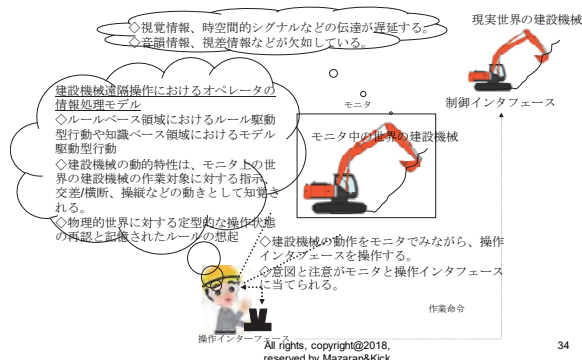 ◇視覚情報、時空間的シグナルなどの伝達が遅延する。
◇音韻情報、視差情報などが欠如している。
現実世界の建設機械
制御インタフェース
建設機械遠隔操作におけるオペレータの
情報処理モデル
◇ルールベース領域におけるルール駆動
型行動や知識ベース領域におけるモデル
駆動型行動
◇建設機械の動的特性は、モニタ上の世
界の建設機械の作業対象に対する指示、
交差/横断、操縦などの動きとして知覚さ
れる。
◇物理的世界に対する定型的な操作状態
の再認と記憶されたルールの想起
モニタ
モニタ中の世界の建設機械
◇建設機械の動作をモニタでみながら、操作
インタフェースを操作する。
◇意図と注意がモニタと操作インタフェース
に当てられる。
作業命令
操作インターフェース
All rights, copyright@2018,
reserved by Mazaran&Kick
34